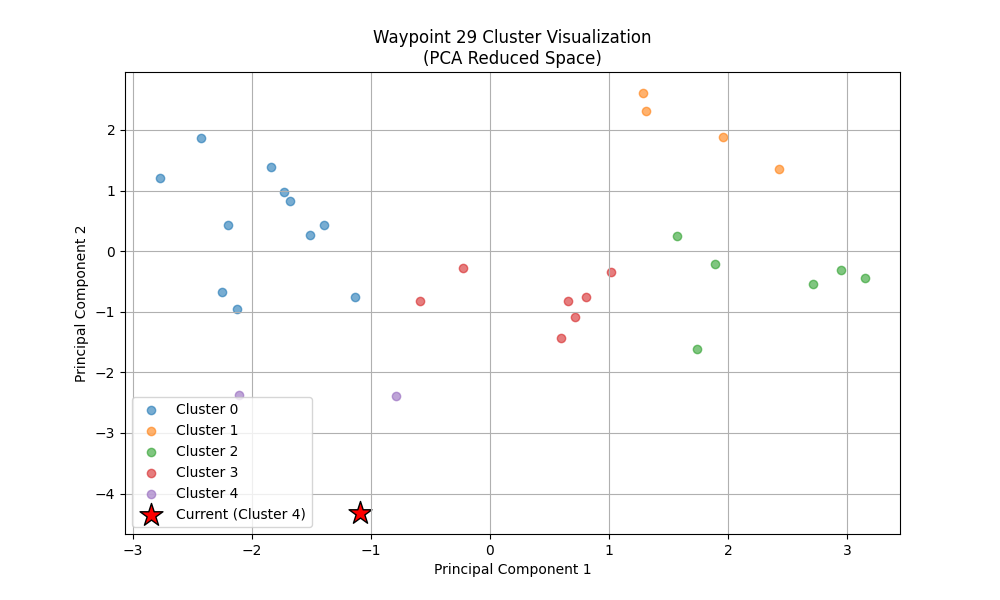 Waypoint 29 Cluster Visualization
(PCA Reduced Space)
Principal Component 2
2
1
0
−1
−2
−3
−4
Cluster 0
Cluster 1
Cluster 2
Cluster 3
Cluster 4
Current (Cluster 4)
−3 −2 −1 0 1 2 3
Principal Component 1